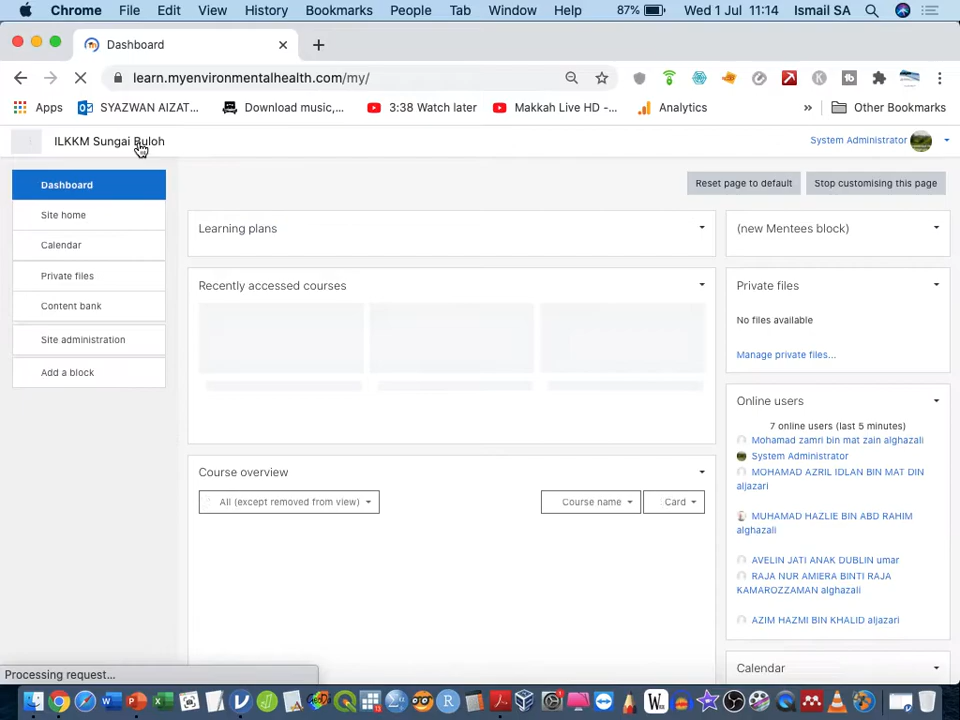 Chrome File Edit View History Bookmarks People Tab Window Help 87% Wed 1 Jul 11:14 Ismail SA
Dashboard
learn.myenvironmentalhealth.com/my/
Apps SYAZWAN AIZAT... Download music,... 3:38 Watch later Makkah Live HD -... Analytics » Other Bookmarks
ILKKM Sungai Buloh System Administrator
Dashboard
Site home
Calendar
Private files
Content bank
Site administration
Add a block
Reset page to default Stop customising this page
Learning plans
Recently accessed courses
Course overview
All (except removed from view) Course name Card
(new Mentees block)
Private files
No files available
Manage private files...
Online users
7 online users (last 5 minutes)
Mohamad zamri bin mat zain alghazali
System Administrator
MOHAMAD AZRIL IDLAN BIN MAT DIN
aljazari
MUHAMAD HAZLIE BIN ABD RAHIM
alghazali
AVELIN JATI ANAK DUBLIN umar
RAJA NUR AMIERA BINTI RAJA
KAMAROZZAMAN alghazali
AZIM HAZMI BIN KHALID aljazari
Calendar
Processing request...